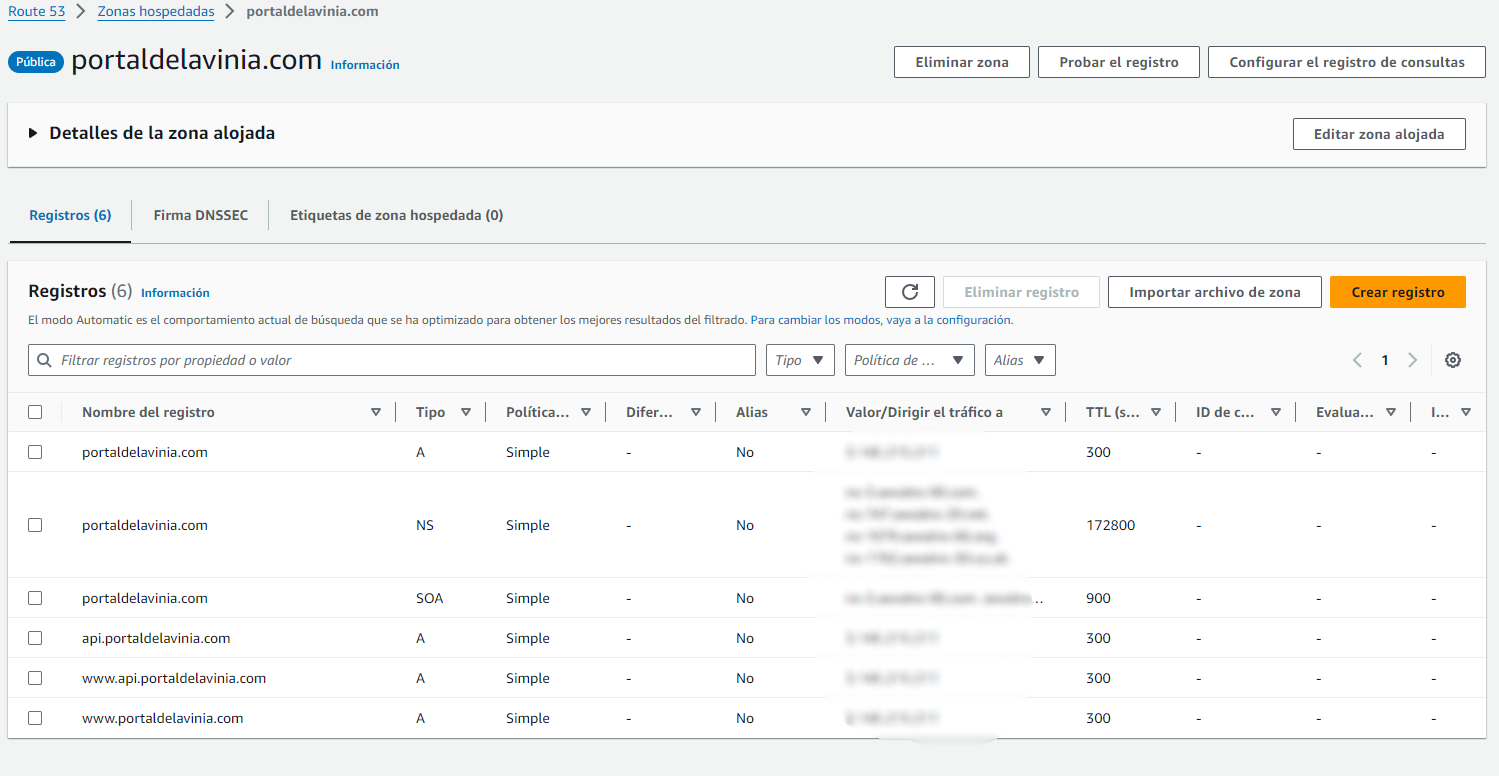 Route 53 > Zonas hospedadas > portaldelavinia.com
Pública portaldelavinia.com Información
Eliminar zona Probar el registro Configurar el registro de consultas
Detalles de la zona alojada Editar zona alojada
Registros (6) Firma DNSSEC Etiquetas de zona hospedada (0)
Registros (6) Información Eliminar registro Importar archivo de zona Crear registro
El modo Automatic es el comportamiento actual de búsqueda que se ha optimizado para obtener los mejores resultados del filtrado. Para cambiar los modos, vaya a la configuración.
Filtrar registros por propiedad o valor Tipo Política de ... Alias 1
Nombre del registro Tipo Política... Difer... Alias Valor/Dirigir el tráfico a TTL (s... ID de c... Evalua... I...
portaldelavinia.com A Simple - No 300 - - -
portaldelavinia.com NS Simple - No 172800 - - -
portaldelavinia.com SOA Simple - No 900 - - -
api.portaldelavinia.com A Simple - No 300 - - -
www.api.portaldelavinia.com A Simple - No 300 - - -
www.portaldelavinia.com A Simple - No 300 - - -